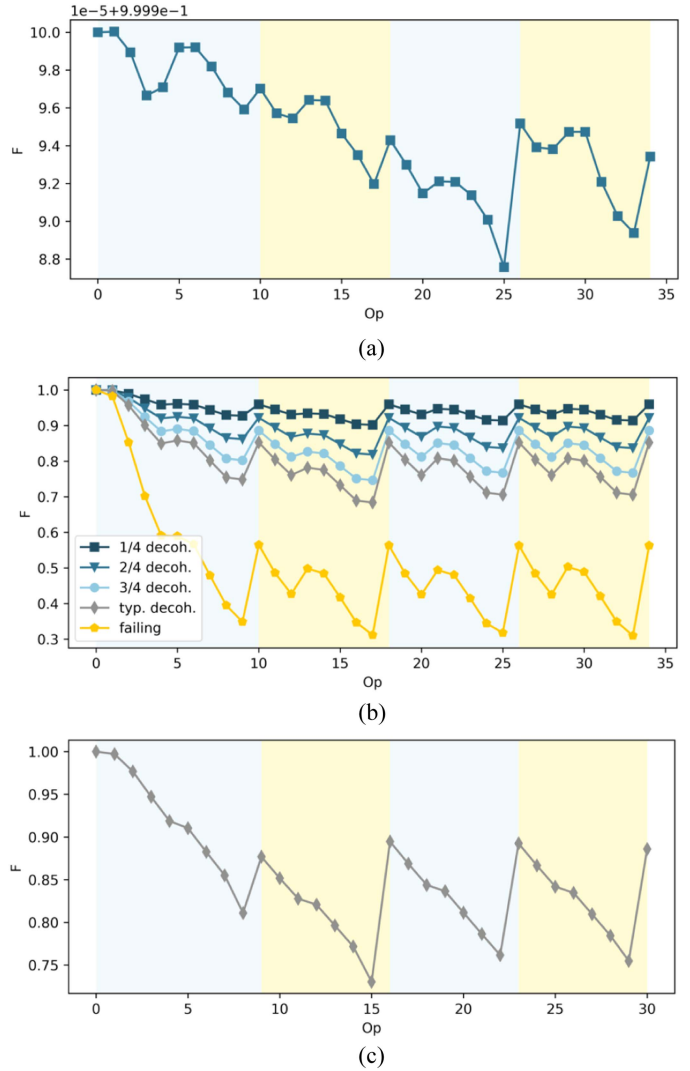 1e-5+9.999e-1
10.0
9.8
9.6
9.4
9.2
9.0
8.8
F
0 5 10 15 20 25 30 35
Op
(a)
1.0
0.9
0.8
0.7
0.6
0.5
0.4
0.3
F
1/4 decoh.
2/4 decoh.
3/4 decoh.
typ. decoh.
failing
0 5 10 15 20 25 30 35
Op
(b)
1.00
0.95
0.90
0.85
0.80
0.75
F
0 5 10 15 20 25 30
Op
(c)